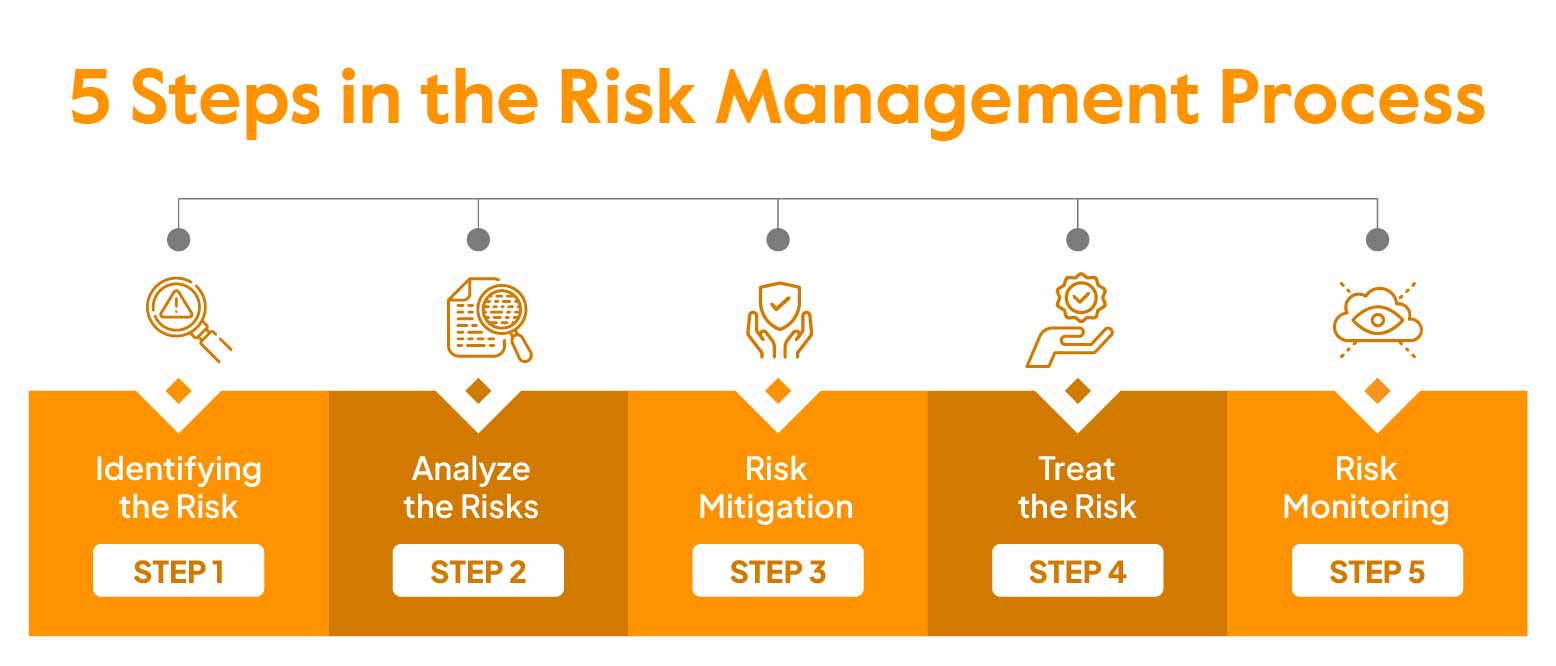 5 Steps in the Risk Management Process
Identifying
the Risk
STEP 1
Analyze
the Risks
STEP 2
Risk
Mitigation
STEP 3
Treat
the Risk
STEP 4
Risk
Monitoring
STEP 5